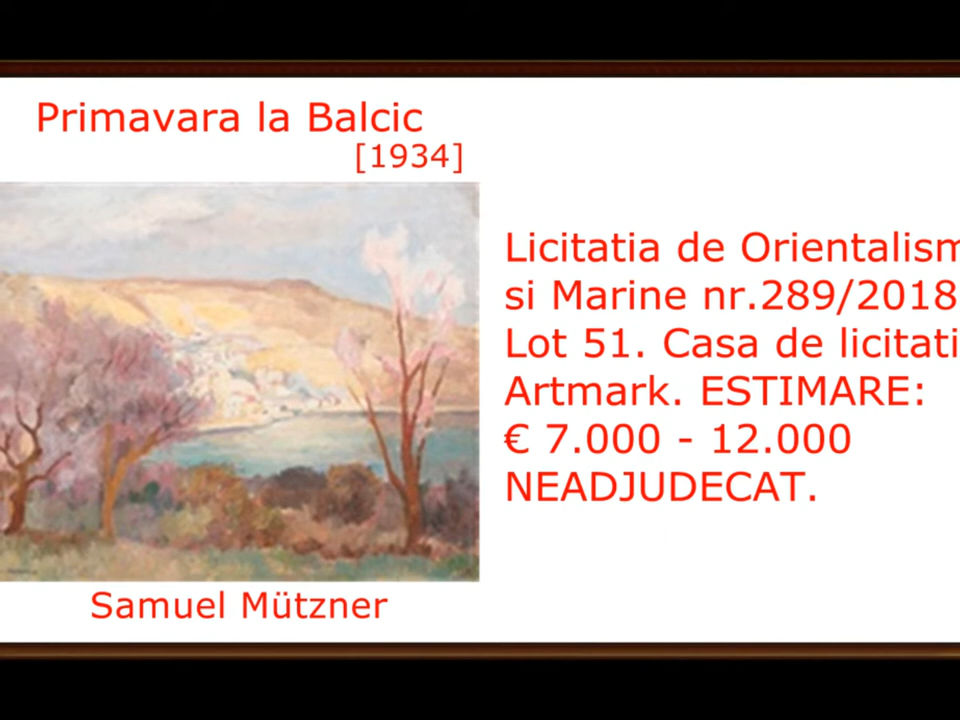 Primavara la Balcic
[1934]
Licitatia de Orientalism
si Marine nr.289/2018
Lot 51. Casa de licitati
Artmark. ESTIMARE:
€ 7.000 - 12.000
NEADJUDECAT.
Samuel Mützner